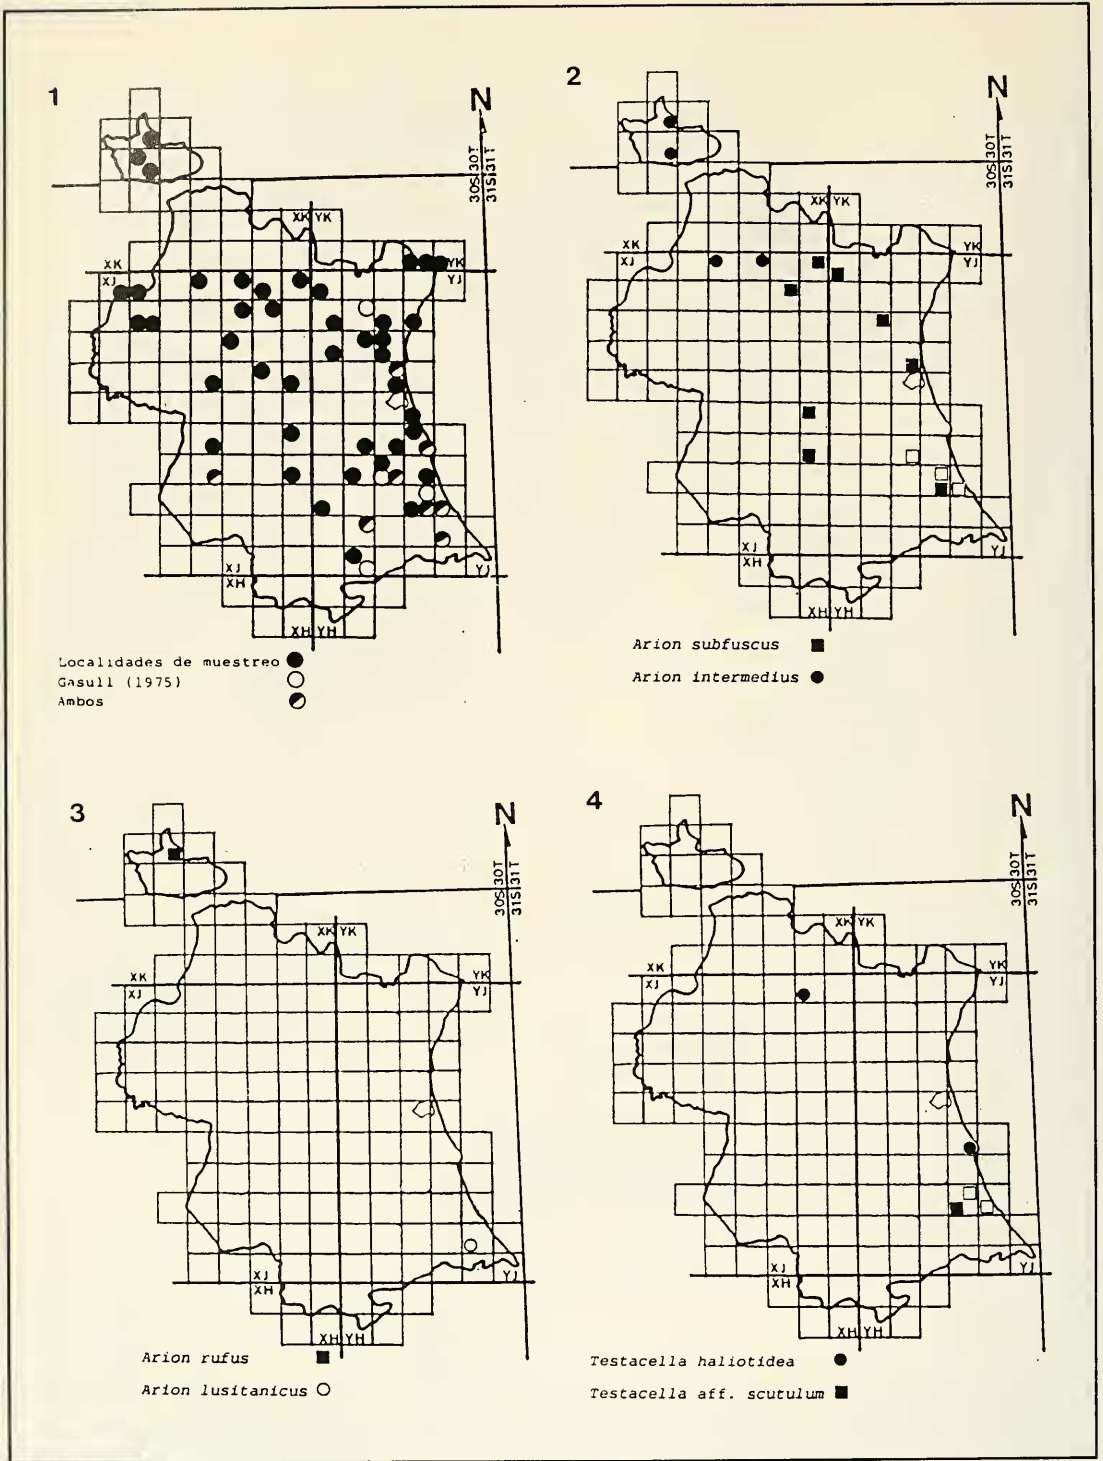 1
N
30S 30T
31S 31T
XK YK
XK
XJ
YK
YJ
XJ
XH
YJ
XH YH
Localidades de muestreo
Gasull (1975)
Ambos
2
N
30S 30T
31S 31T
XK YK
XK
XJ
YK
YJ
XJ
XH
YJ
XH YH
Arion subfuscus
Arion intermedius
3
N
30S 30T
31S 31T
XK YK
XK
XJ
YK
YJ
XJ
XH
YJ
XH YH
Arion rufus
Arion lusitanicus
4
N
30S 30T
31S 31T
XK YK
XK
XJ
YK
YJ
XJ
XH
YJ
XH YH
Testacella haliotidea
Testacella aff. scutulum